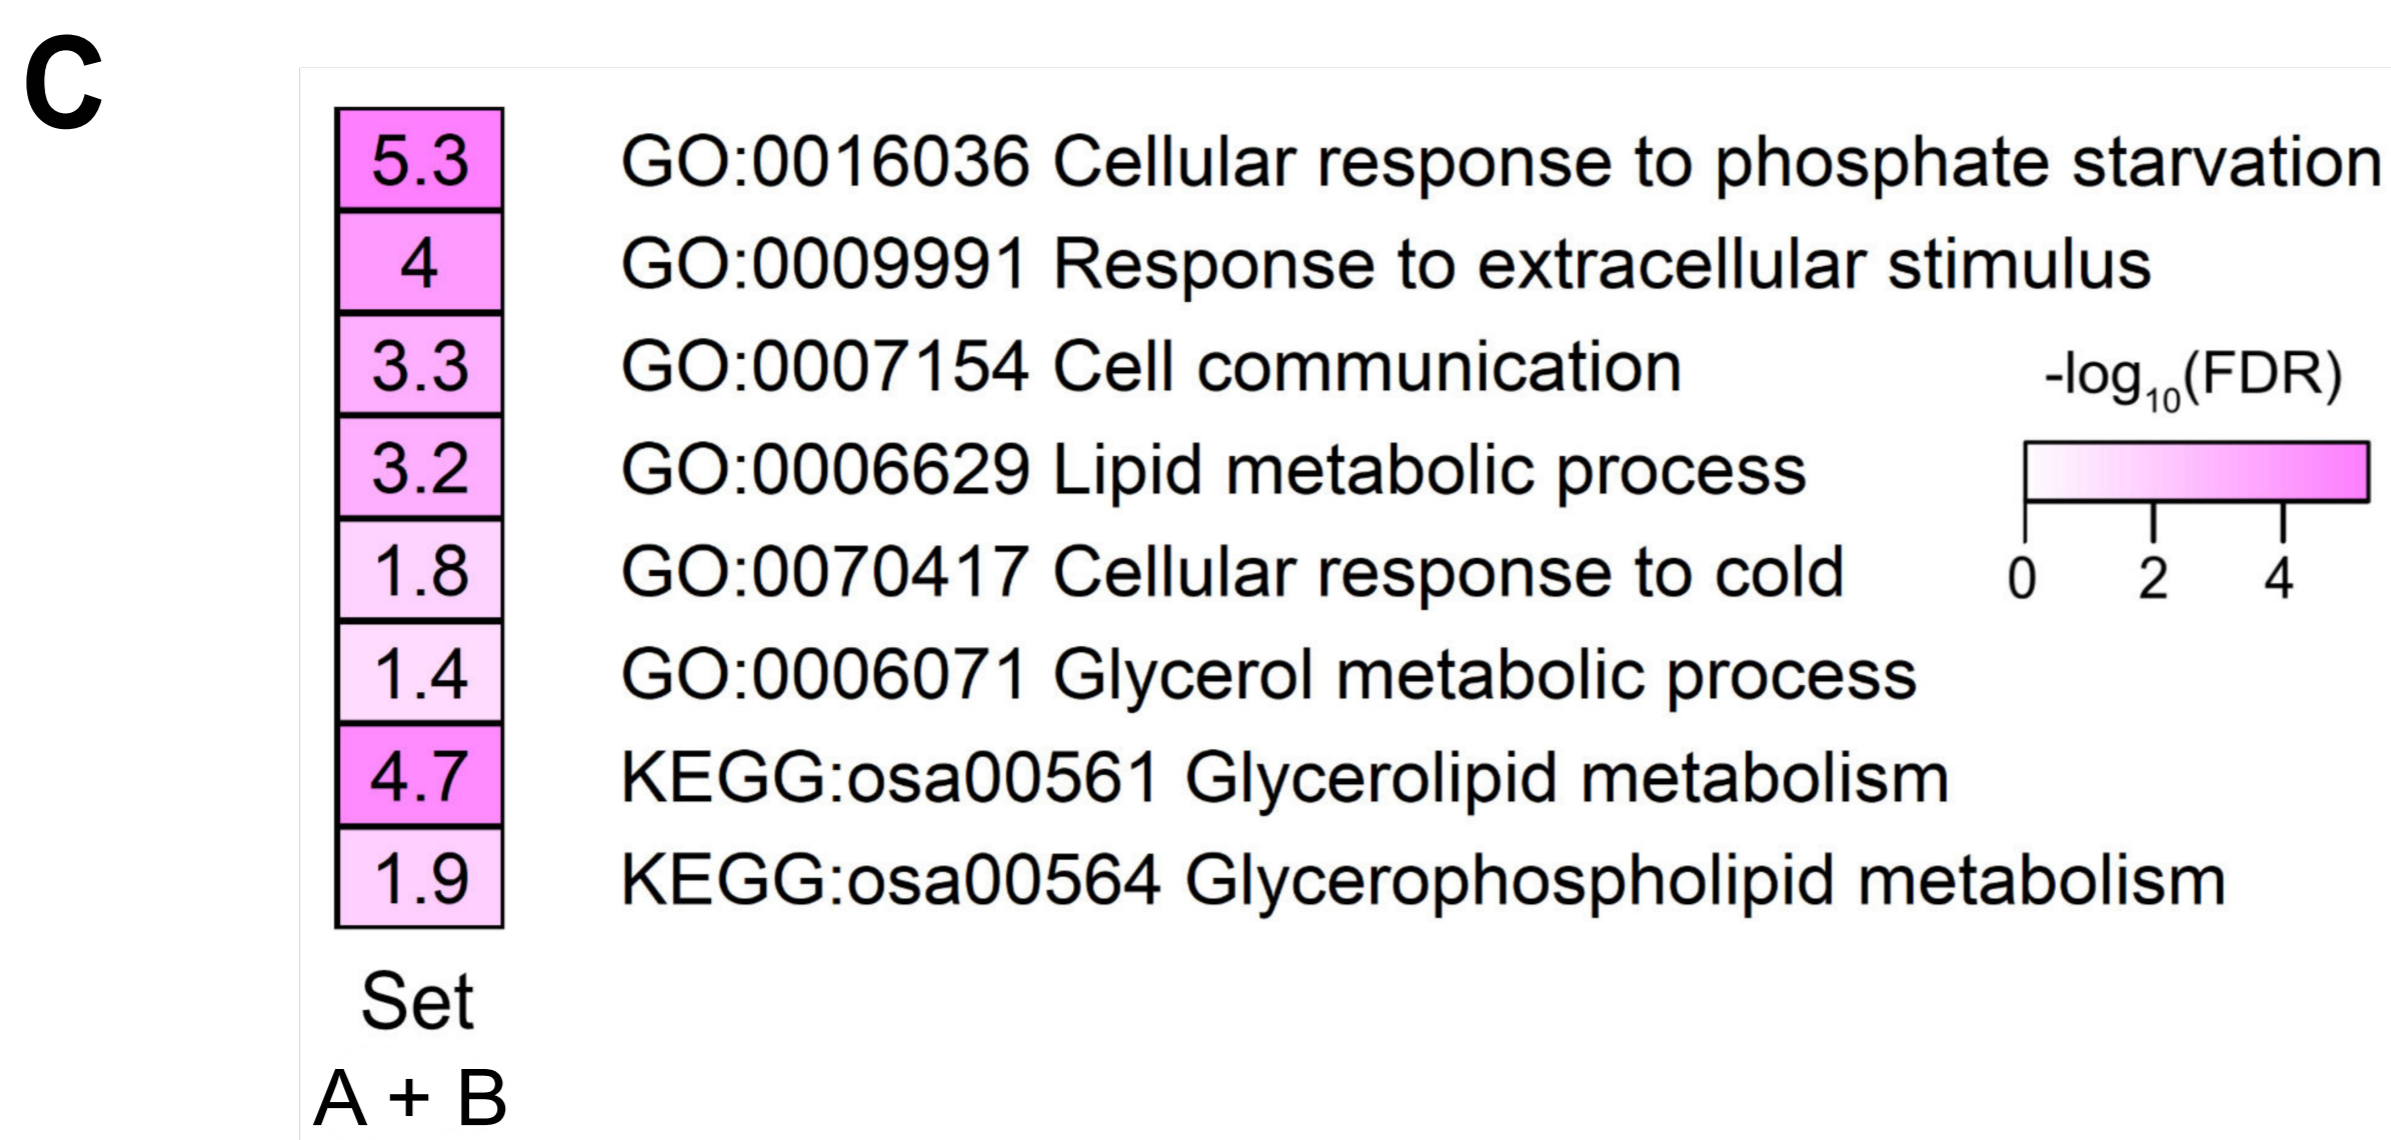 C
5.3 GO:0016036 Cellular response to phosphate starvation
4 GO:0009991 Response to extracellular stimulus
3.3 GO:0007154 Cell communication
3.2 GO:0006629 Lipid metabolic process
1.8 GO:0070417 Cellular response to cold
1.4 GO:0006071 Glycerol metabolic process
4.7 KEGG:osa00561 Glycerolipid metabolism
1.9 KEGG:osa00564 Glycerophospholipid metabolism
Set
A + B
-log10(FDR)
0 2 4